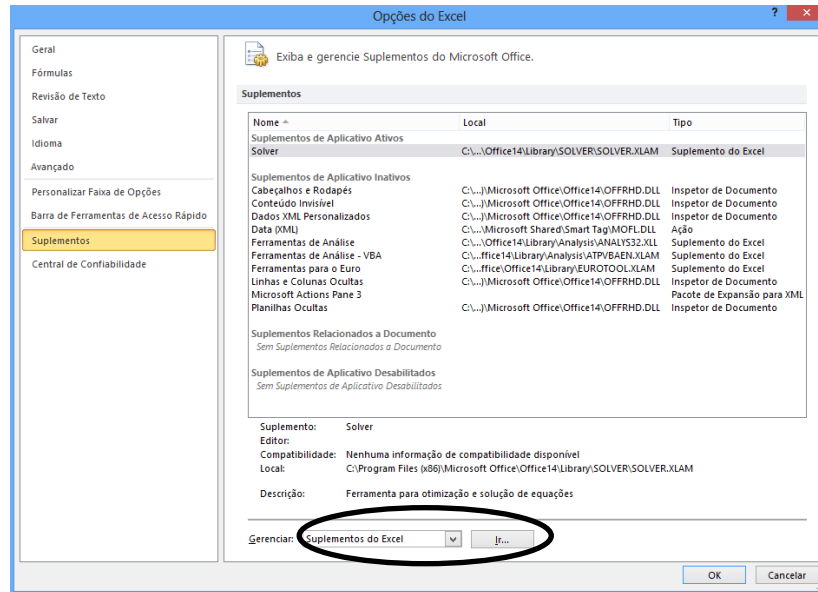 Opções do Excel
? ×
Geral
Fórmulas
Revisão de Texto
Salvar
Idioma
Avançado
Personalizar Faixa de Opções
Barra de Ferramentas de Acesso Rápido
Suplementos
Central de Confiabilidade
Exiba e gerencie Suplementos do Microsoft Office.
Suplementos
Nome Local Tipo
Suplementos de Aplicativo Ativos
Solver C:\...\Office14\Library\SOLVER\SOLVER.XLAM Suplemento do Excel
Suplementos de Aplicativo Inativos
Cabeçalhos e Rodapés C:\...)\Microsoft Office\Office14\OFFRHD.DLL Inspetor de Documento
Conteúdo Invisível C:\...)\Microsoft Office\Office14\OFFRHD.DLL Inspetor de Documento
Dados XML Personalizados C:\...)\Microsoft Office\Office14\OFFRHD.DLL Inspetor de Documento
Data (XML) C:\...\Microsoft Shared\Smart Tag\MOFL.DLL Ação
Ferramentas de Análise C:\...\Office14\Library\Analysis\ANALYS32.XLL Suplemento do Excel
Ferramentas de Análise - VBA C:\...ffice14\Library\Analysis\ATPVBAEN.XLAM Suplemento do Excel
Ferramentas para o Euro C:\...ffice\Office14\Library\EUROTOOL.XLAM Suplemento do Excel
Linhas e Colunas Ocultas C:\...)\Microsoft Office\Office14\OFFRHD.DLL Inspetor de Documento
Microsoft Actions Pane 3 Pacote de Expansão para XML
Planilhas Ocultas C:\...)\Microsoft Office\Office14\OFFRHD.DLL Inspetor de Documento
Suplementos Relacionados a Documento
Sem Suplementos Relacionados a Documento
Suplementos de Aplicativo Desabilitados
Sem Suplementos de Aplicativo Desabilitados
Suplemento: Solver
Editor:
Compatibilidade: Nenhuma informação de compatibilidade disponível
Local: C:\Program Files (x86)\Microsoft Office\Office14\Library\SOLVER\SOLVER.XLAM
Descrição: Ferramenta para otimização e solução de equações
Gerenciar: Suplementos do Excel Ir...
OK Cancelar